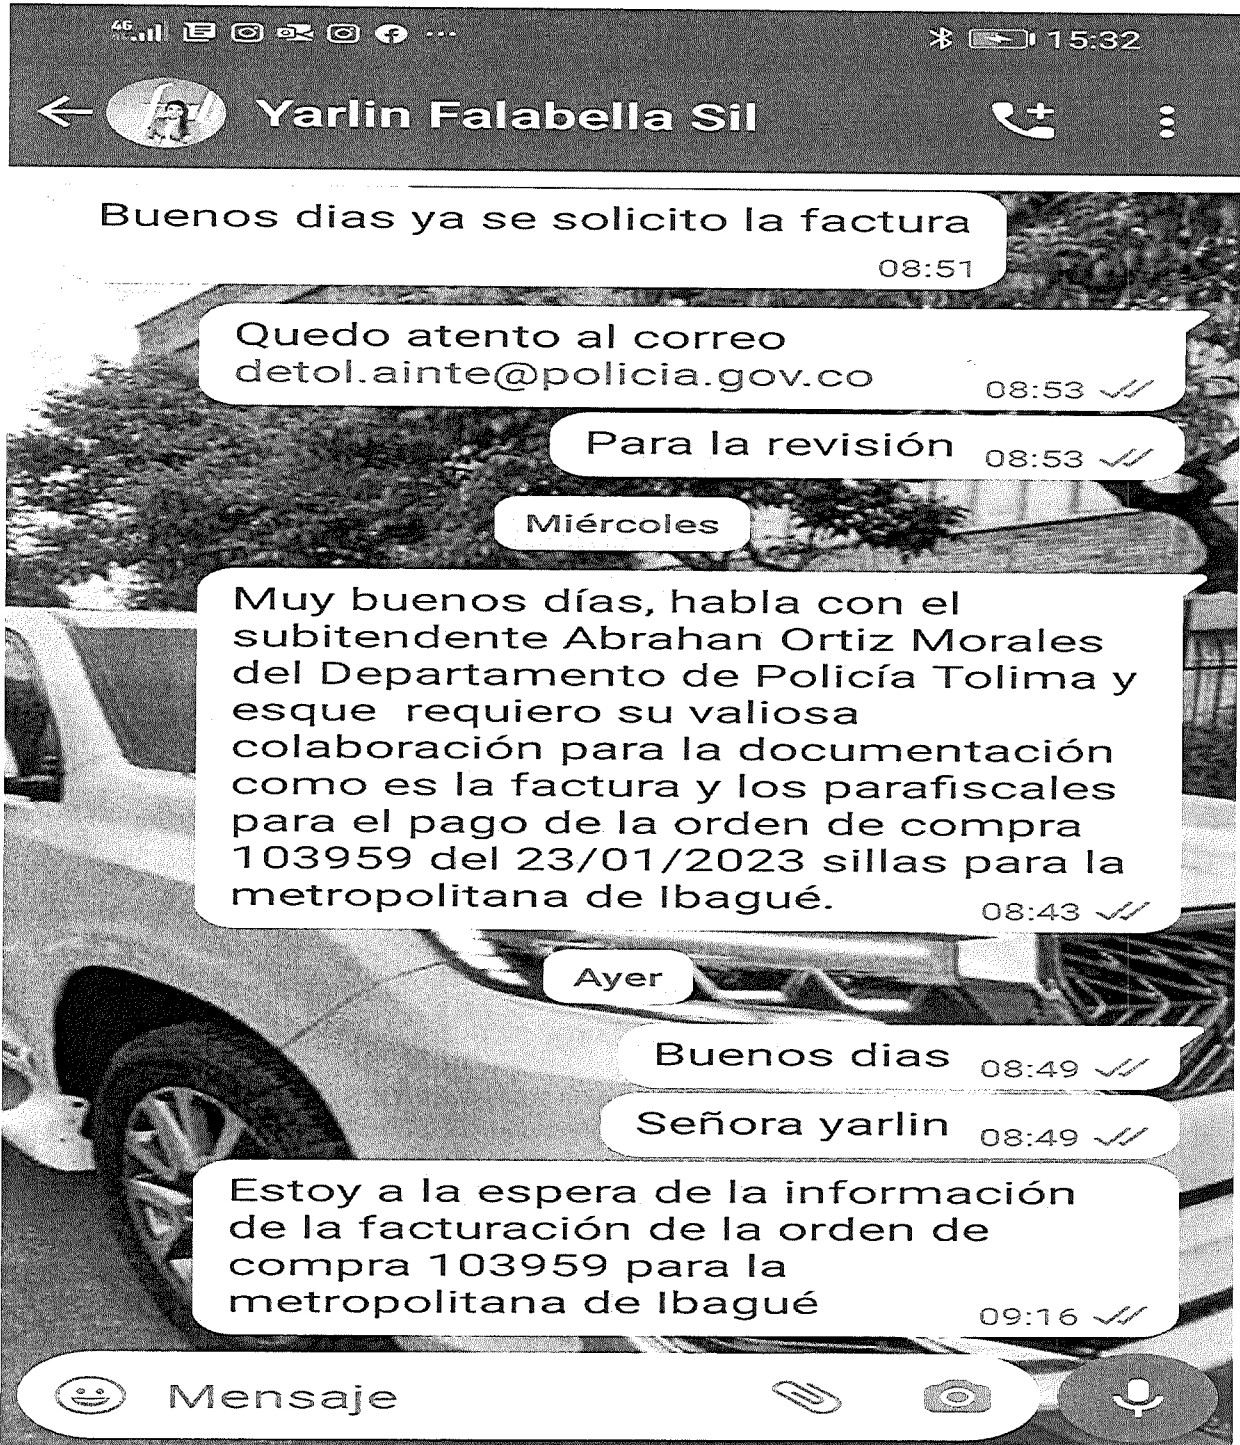 4G 15:32
Yarlin Falabella Sil
Buenos dias ya se solicito la factura
08:51
Quedo atento al correo
detol.ainte@policia.gov.co 08:53
Para la revisión 08:53
Miércoles
Muy buenos días, habla con el
subitendente Abrahan Ortiz Morales
del Departamento de Policía Tolima y
esque requiero su valiosa
colaboración para la documentación
como es la factura y los parafiscales
para el pago de la orden de compra
103959 del 23/01/2023 sillas para la
metropolitana de Ibagué. 08:43
Ayer
Buenos dias 08:49
Señora yarlin 08:49
Estoy a la espera de la información
de la facturación de la orden de
compra 103959 para la
metropolitana de Ibagué 09:16
Mensaje